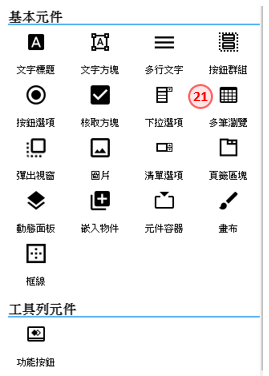 基本元件
文字標題 文字方塊 多行文字 按鈕群組
21
按鈕選項 核取方塊 下拉選項 多筆瀏覽
彈出視窗 圖片 清單選項 頁籤區塊
動態面板 嵌入物件 元件容器 畫布
框線
工具列元件
功能按鈕